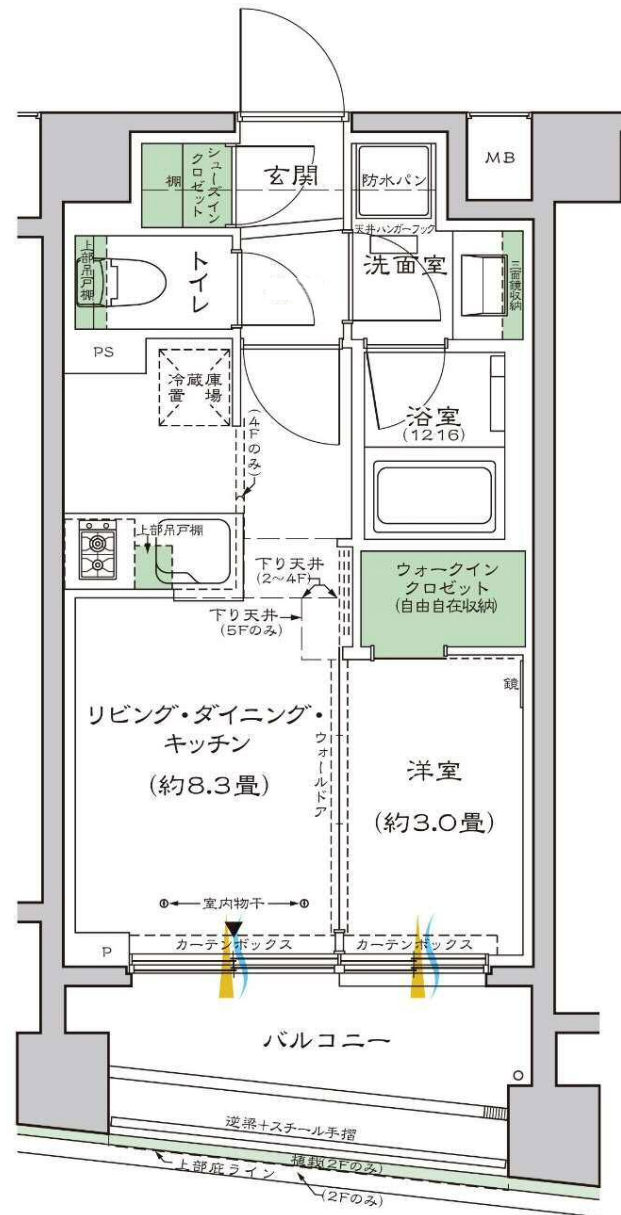 MB
シューズイン
クロゼット
棚
玄関
防水パン
天井ハンガーフック
上部吊戸棚
トイレ
洗面室
三面鏡収納
PS
冷蔵庫
置場
浴室
(1216)
(4Fのみ)
上部吊戸棚
下り天井
(2〜4F)
下り天井
(5Fのみ)
ウォークイン
クロゼット
(自由自在収納)
鏡
リビング・ダイニング・
キッチン
(約8.3畳)
ウォールドア
洋室
(約3.0畳)
室内物干
P
カーテンボックス
カーテンボックス
バルコニー
逆梁+スチール手摺
植栽(2Fのみ)
上部庇ライン
(2Fのみ)